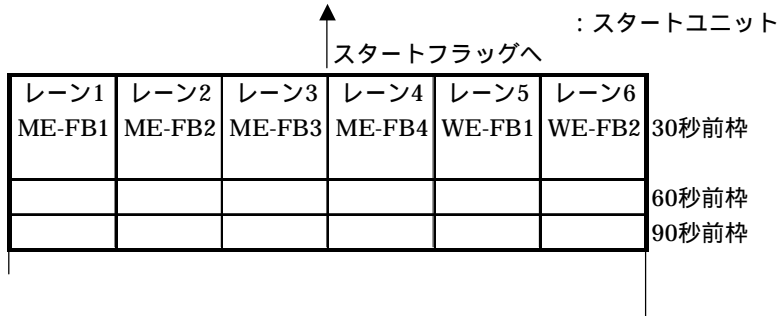 ：スタートユニット
スタートフラッグへ
レーン1 レーン2 レーン3 レーン4 レーン5 レーン6
ME-FB1 ME-FB2 ME-FB3 ME-FB4 WE-FB1 WE-FB2 30秒前枠
60秒前枠
90秒前枠